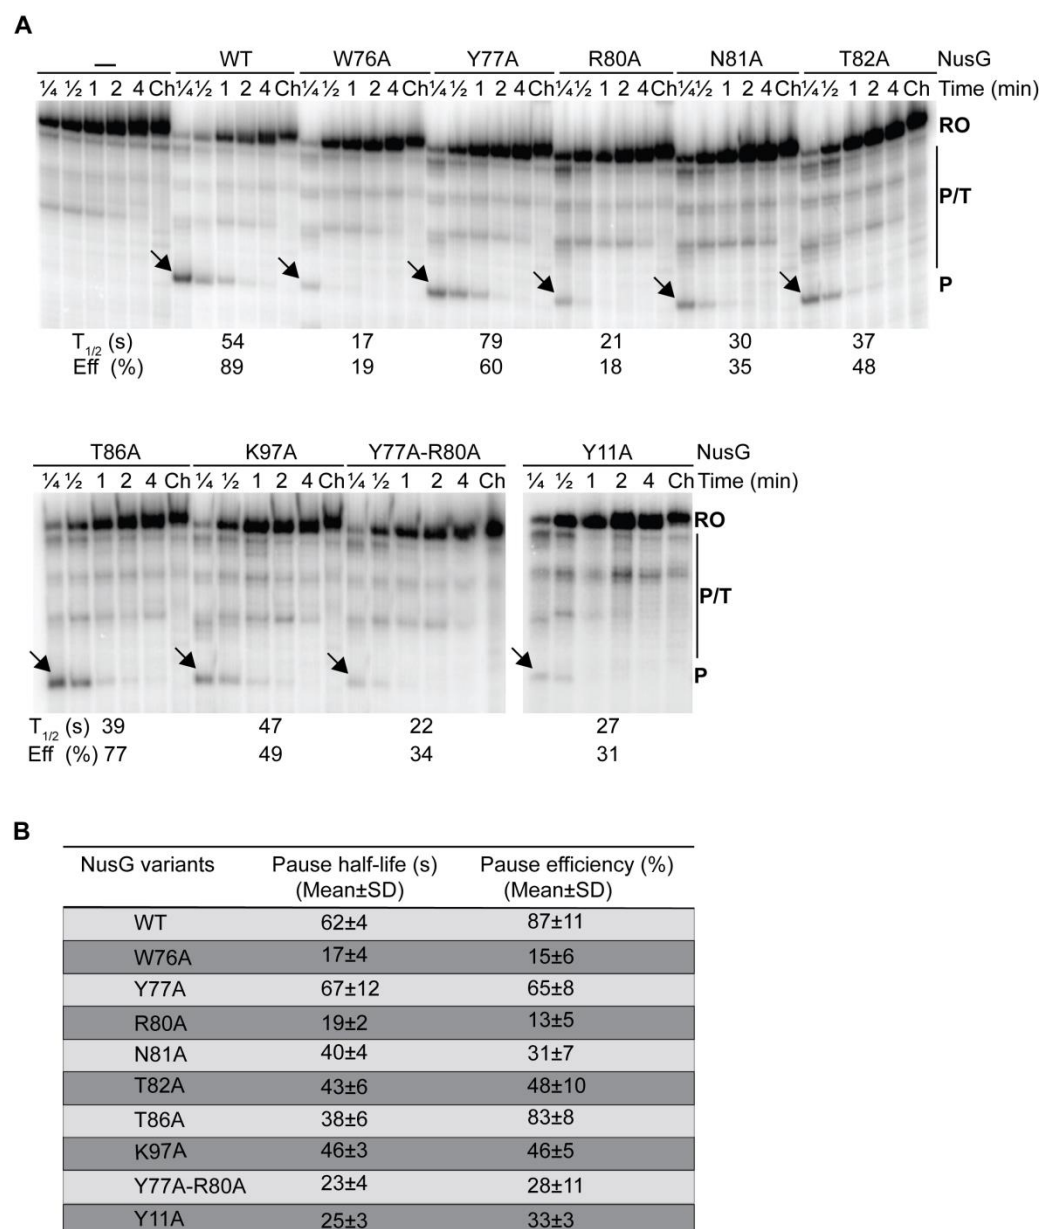 A
— WT W76A Y77A R80A N81A T82A NusG
¼ ½ 1 2 4 Ch ¼ ½ 1 2 4 Ch ¼ ½ 1 2 4 Ch ¼ ½ 1 2 4 Ch ¼ ½ 1 2 4 Ch ¼ ½ 1 2 4 Ch ¼ ½ 1 2 4 Ch Time (min)
RO
P/T
P
T1/2 (s) 54 17 79 21 30 37
Eff (%) 89 19 60 18 35 48
T86A K97A Y77A-R80A Y11A NusG
¼ ½ 1 2 4 Ch ¼ ½ 1 2 4 Ch ¼ ½ 1 2 4 Ch ¼ ½ 1 2 4 Ch Time (min)
RO
P/T
P
T1/2 (s) 39 47 22 27
Eff (%) 77 49 34 31
B
NusG variants Pause half-life (s) Pause efficiency (%)
(Mean±SD) (Mean±SD)
WT 62±4 87±11
W76A 17±4 15±6
Y77A 67±12 65±8
R80A 19±2 13±5
N81A 40±4 31±7
T82A 43±6 48±10
T86A 38±6 83±8
K97A 46±3 46±5
Y77A-R80A 23±4 28±11
Y11A 25±3 33±3